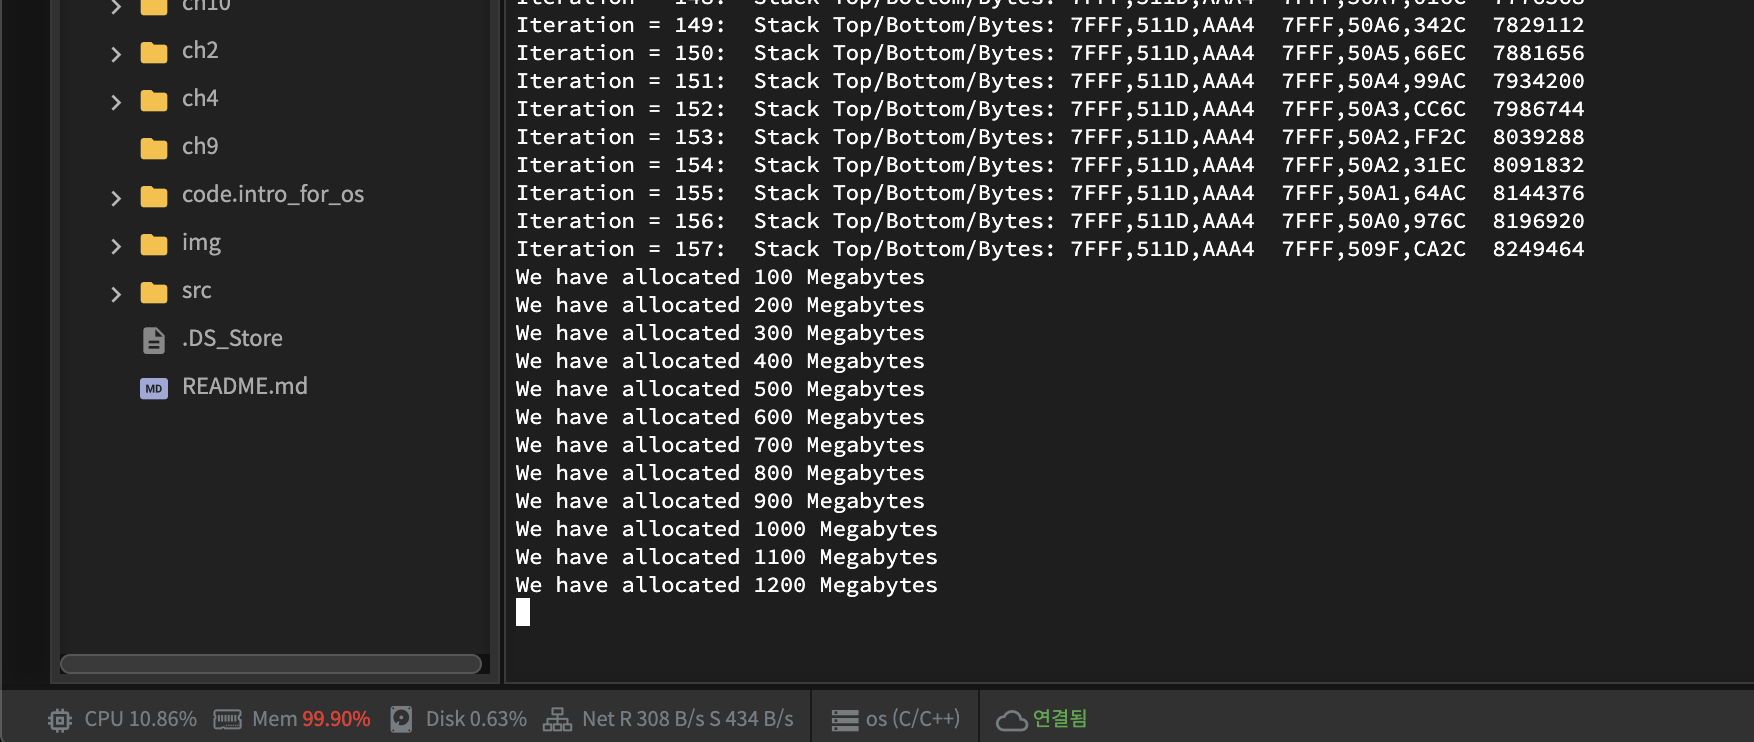 ch10
ch2
ch4
ch9
code.intro_for_os
img
src
.DS_Store
MD README.md
Iteration = 148: Stack Top/Bottom/Bytes: 7FFF,511D,AAA4 7FFF,50A7,016C 7776568
Iteration = 149: Stack Top/Bottom/Bytes: 7FFF,511D,AAA4 7FFF,50A6,342C 7829112
Iteration = 150: Stack Top/Bottom/Bytes: 7FFF,511D,AAA4 7FFF,50A5,66EC 7881656
Iteration = 151: Stack Top/Bottom/Bytes: 7FFF,511D,AAA4 7FFF,50A4,99AC 7934200
Iteration = 152: Stack Top/Bottom/Bytes: 7FFF,511D,AAA4 7FFF,50A3,CC6C 7986744
Iteration = 153: Stack Top/Bottom/Bytes: 7FFF,511D,AAA4 7FFF,50A2,FF2C 8039288
Iteration = 154: Stack Top/Bottom/Bytes: 7FFF,511D,AAA4 7FFF,50A2,31EC 8091832
Iteration = 155: Stack Top/Bottom/Bytes: 7FFF,511D,AAA4 7FFF,50A1,64AC 8144376
Iteration = 156: Stack Top/Bottom/Bytes: 7FFF,511D,AAA4 7FFF,50A0,976C 8196920
Iteration = 157: Stack Top/Bottom/Bytes: 7FFF,511D,AAA4 7FFF,509F,CA2C 8249464
We have allocated 100 Megabytes
We have allocated 200 Megabytes
We have allocated 300 Megabytes
We have allocated 400 Megabytes
We have allocated 500 Megabytes
We have allocated 600 Megabytes
We have allocated 700 Megabytes
We have allocated 800 Megabytes
We have allocated 900 Megabytes
We have allocated 1000 Megabytes
We have allocated 1100 Megabytes
We have allocated 1200 Megabytes
CPU 10.86% Mem 99.90% Disk 0.63% Net R 308 B/s S 434 B/s os (C/C++) 연결됨